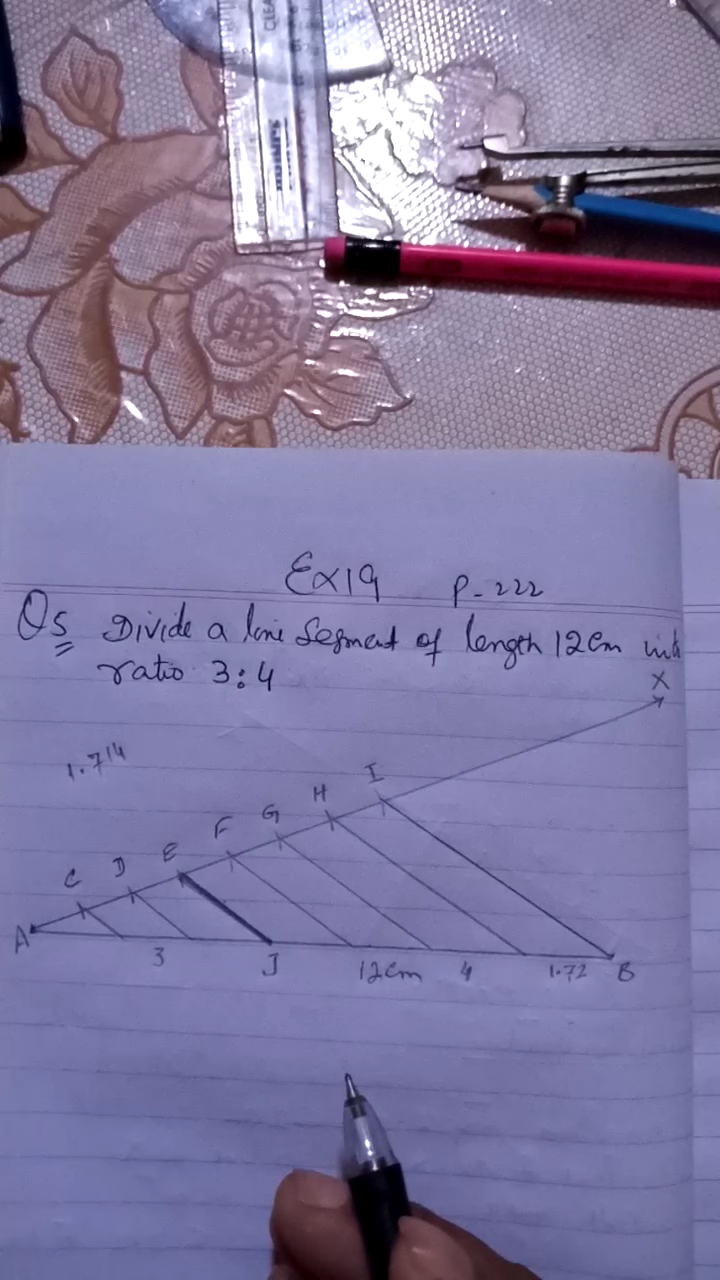 Ex19 P-222
Q5 Divide a line segment of length 12cm into
ratio 3:4
X
1.714
I
H
G
F
E
D
C
A
3
J
12cm
4
1.72
B